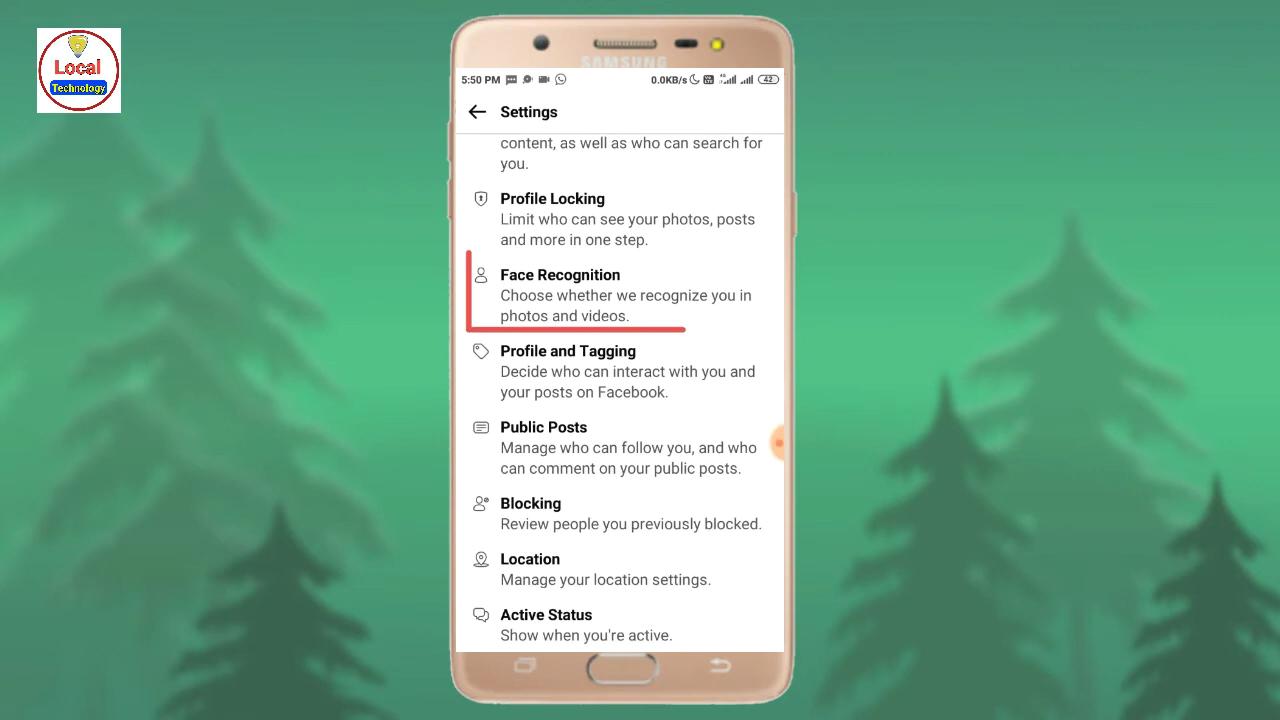 Local
Technology
SAMSUNG
5:50 PM
0.0KB/s
4G
42
Settings
content, as well as who can search for
you.
Profile Locking
Limit who can see your photos, posts
and more in one step.
Face Recognition
Choose whether we recognize you in
photos and videos.
Profile and Tagging
Decide who can interact with you and
your posts on Facebook.
Public Posts
Manage who can follow you, and who
can comment on your public posts.
Blocking
Review people you previously blocked.
Location
Manage your location settings.
Active Status
Show when you're active.